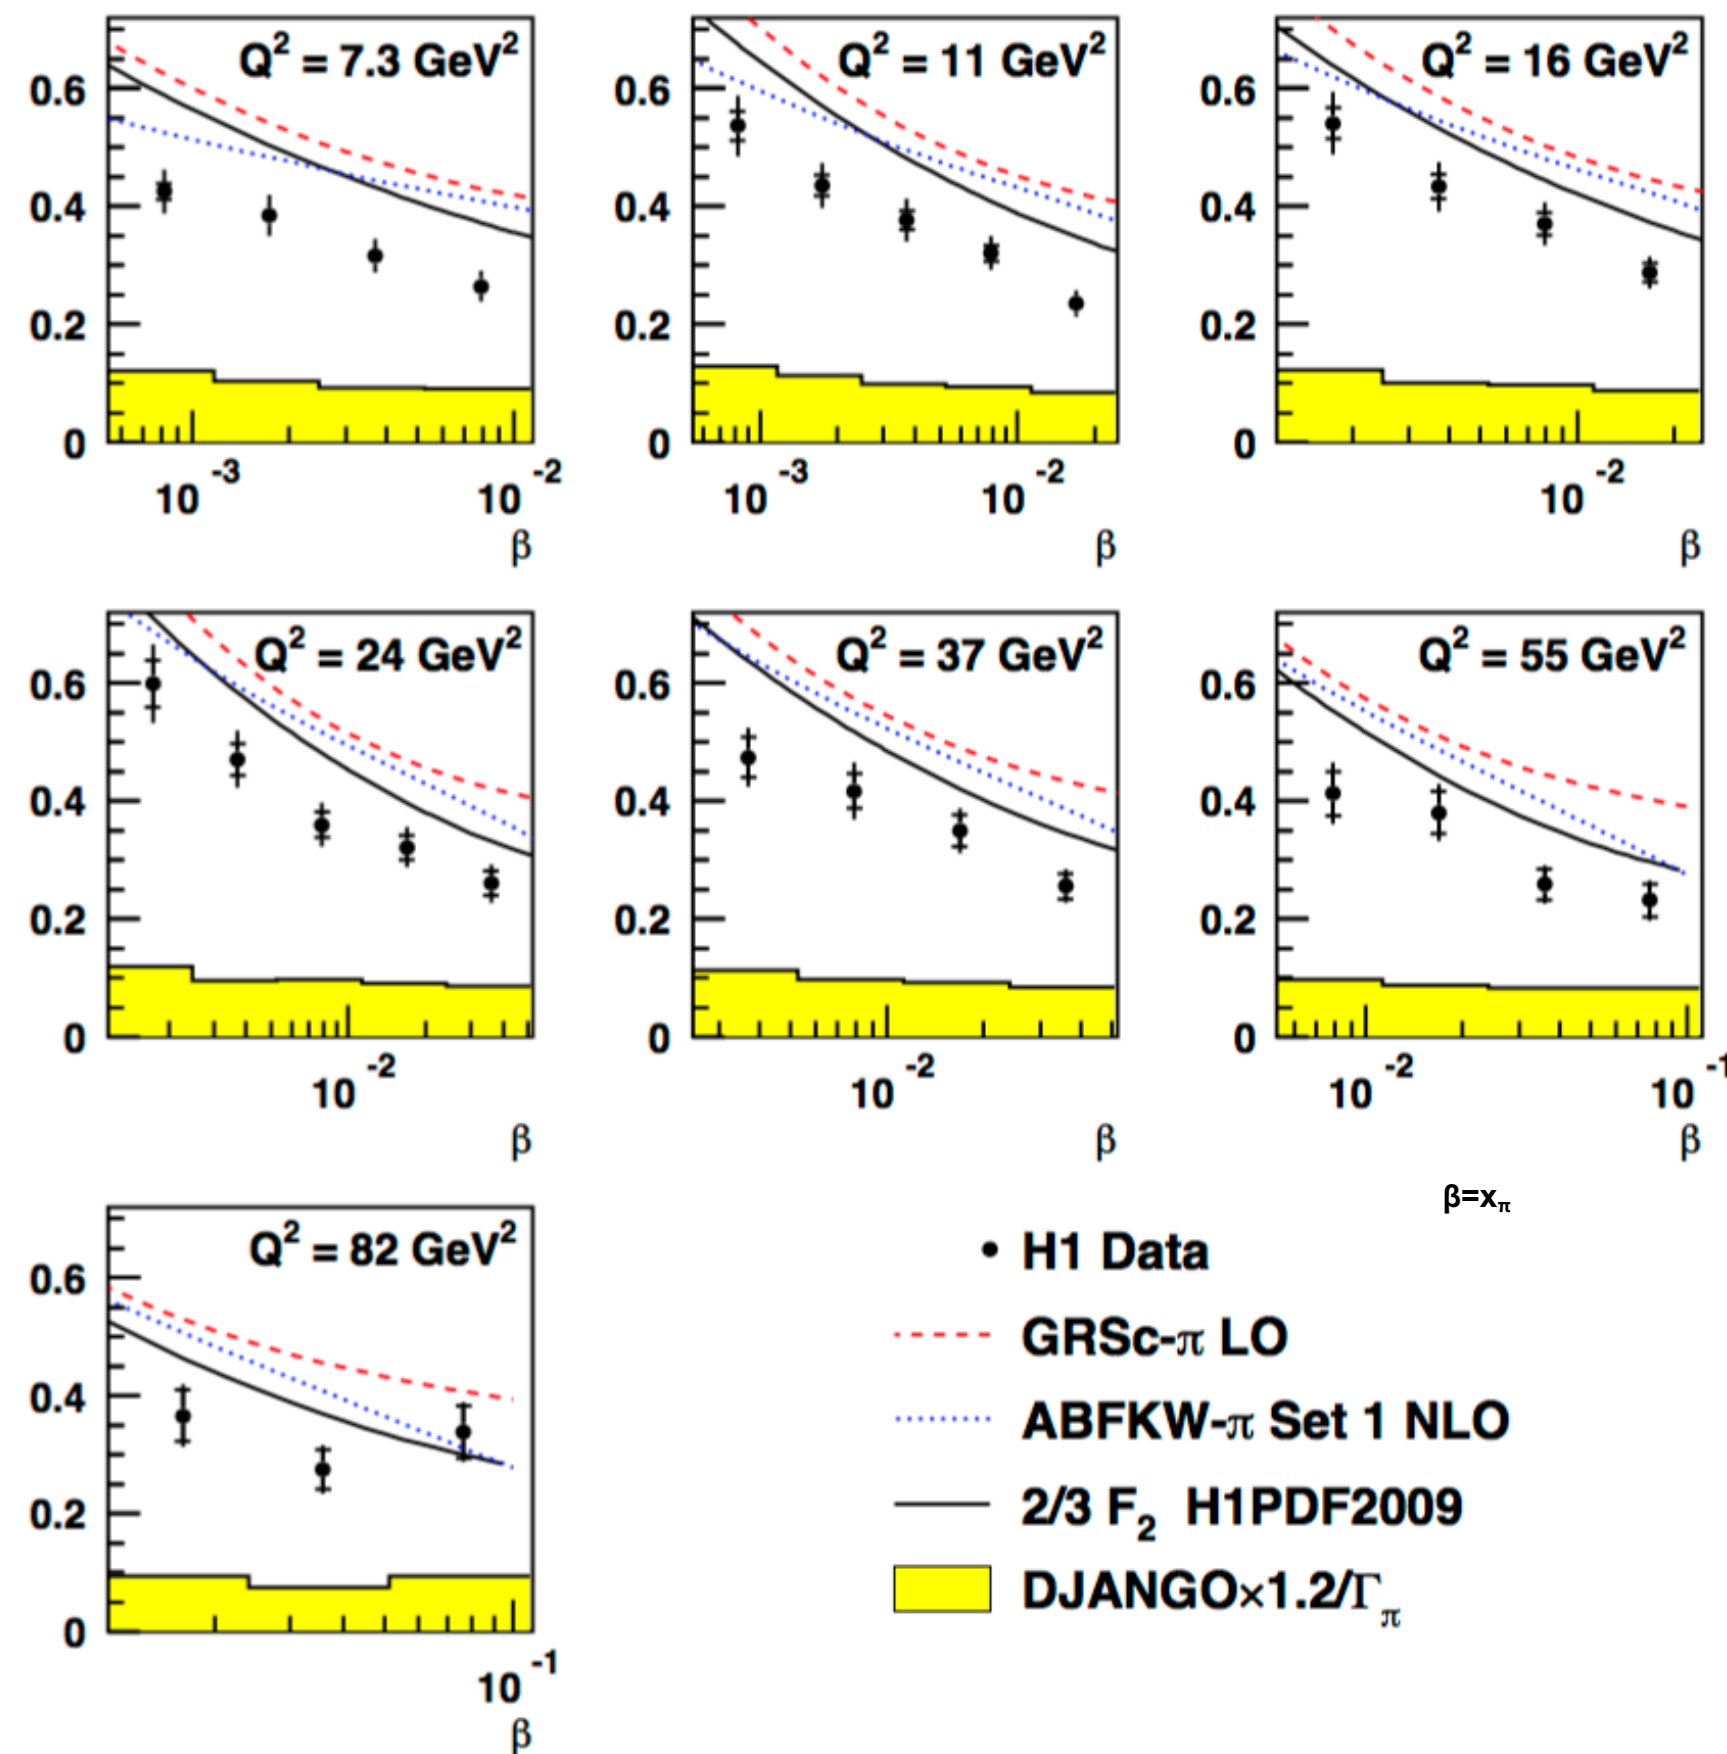 Q² = 7.3 GeV²
0.6
0.4
0.2
0
10⁻³
10⁻²
β
Q² = 11 GeV²
0.6
0.4
0.2
0
10⁻³
10⁻²
β
Q² = 16 GeV²
0.6
0.4
0.2
0
10⁻²
β
Q² = 24 GeV²
0.6
0.4
0.2
0
10⁻²
β
Q² = 37 GeV²
0.6
0.4
0.2
0
10⁻²
β
Q² = 55 GeV²
0.6
0.4
0.2
0
10⁻²
10⁻¹
β
Q² = 82 GeV²
0.6
0.4
0.2
0
10⁻¹
β
β=xπ
H1 Data
GRSc-π LO
ABFKW-π Set 1 NLO
2/3 F₂ H1PDF2009
DJANGO×1.2/Γπ